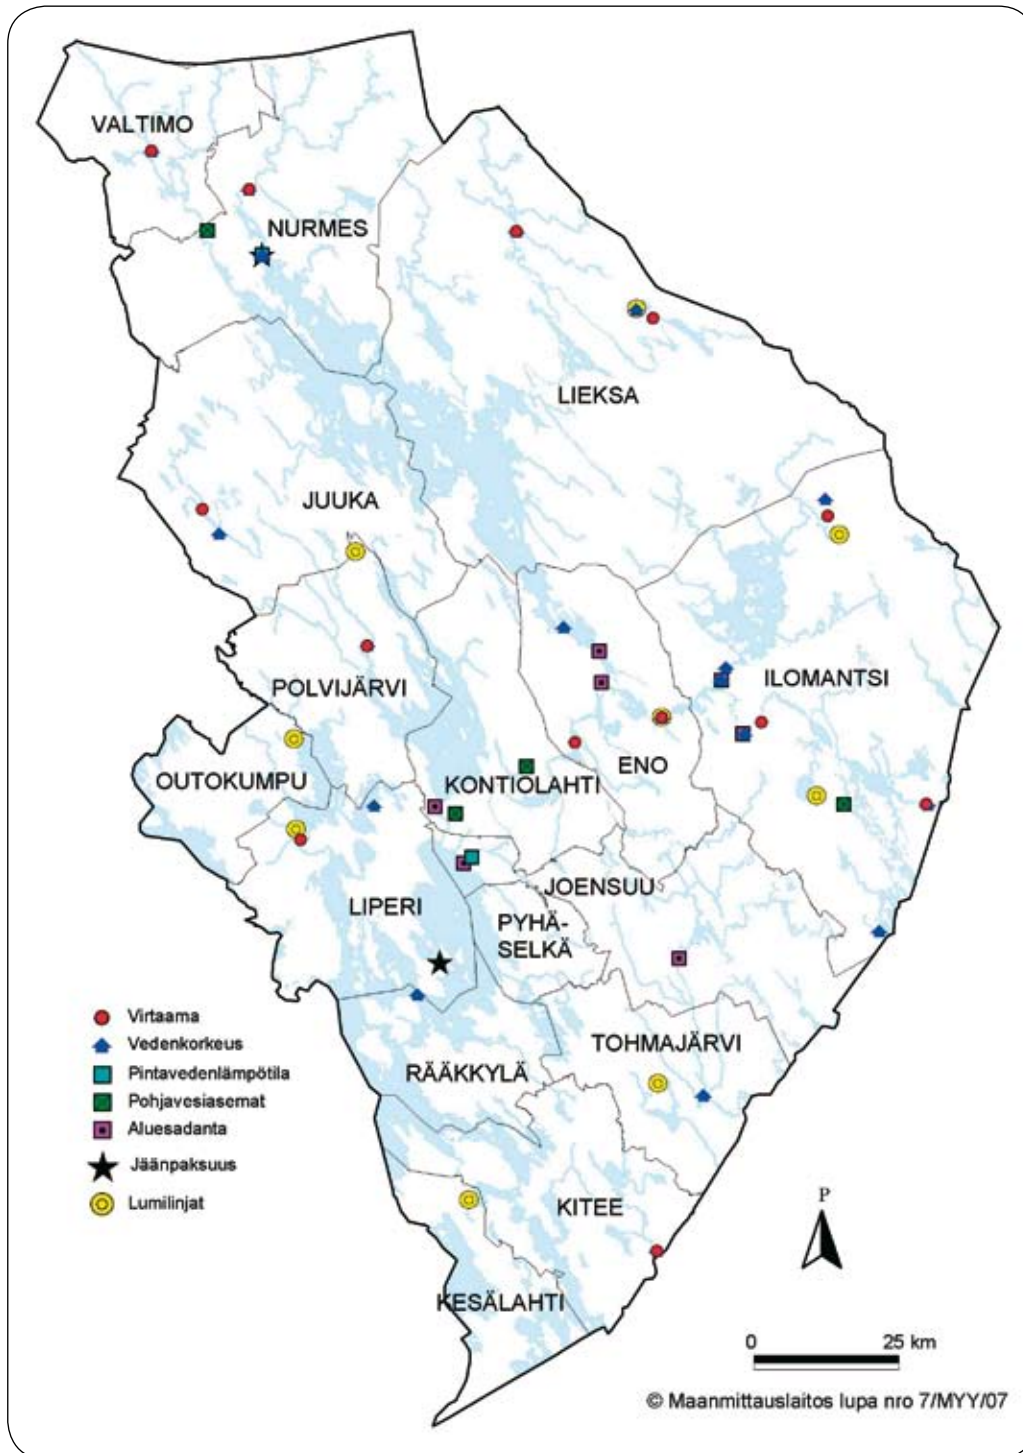 VALTIMO
NURMES
LIEKSA
JUUKA
ILOMANTSI
POLVIJÄRVI
OUTOKUMPU
KONTIOLAHTI
ENO
JOENSUU
LIPERI
PYHÄ-
SELKÄ
TOHMAJÄRVI
RÄÄKKYLÄ
KITEE
KESÄLAHTI
Virtaama
Vedenkorkeus
Pintavedenlämpötila
Pohjavesiasemat
Aluesadanta
Jäänpaksuus
Lumilinjat
P
0 25 km
© Maanmittauslaitos lupa nro 7/MYY/07